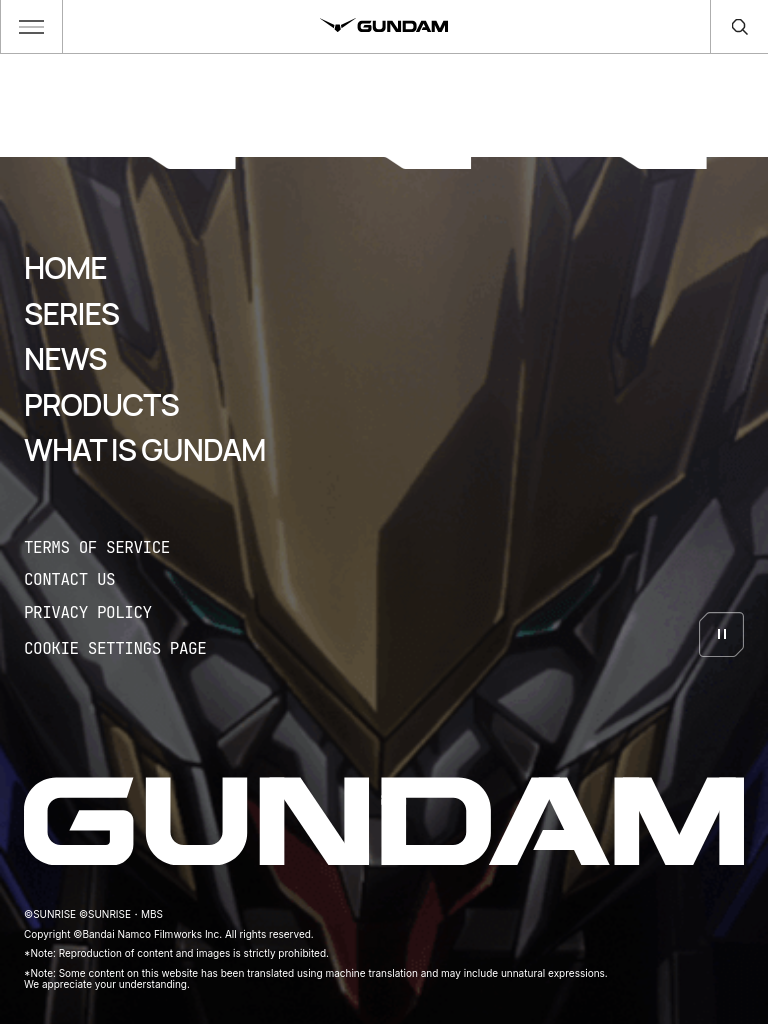 GUNDAM
HOME
SERIES
NEWS
PRODUCTS
WHAT IS GUNDAM
TERMS OF SERVICE
CONTACT US
PRIVACY POLICY
COOKIE SETTINGS PAGE
GUNDAM
©SUNRISE ©SUNRISE・MBS
Copyright ©Bandai Namco Filmworks Inc. All rights reserved.
*Note: Reproduction of content and images is strictly prohibited.
*Note: Some content on this website has been translated using machine translation and may include unnatural expressions.
We appreciate your understanding.